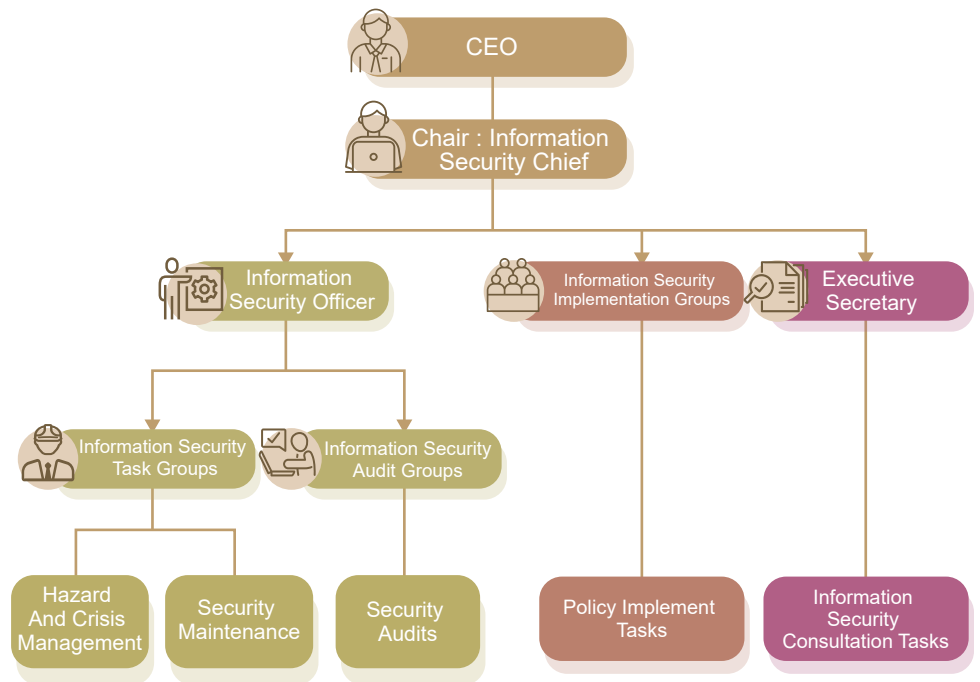 CEO
Chair : Information
Security Chief
Information
Security Officer
Information Security
Implementation Groups
Executive
Secretary
Information Security
Task Groups
Information Security
Audit Groups
Hazard
And Crisis
Management
Security
Maintenance
Security
Audits
Policy Implement
Tasks
Information
Security
Consultation Tasks